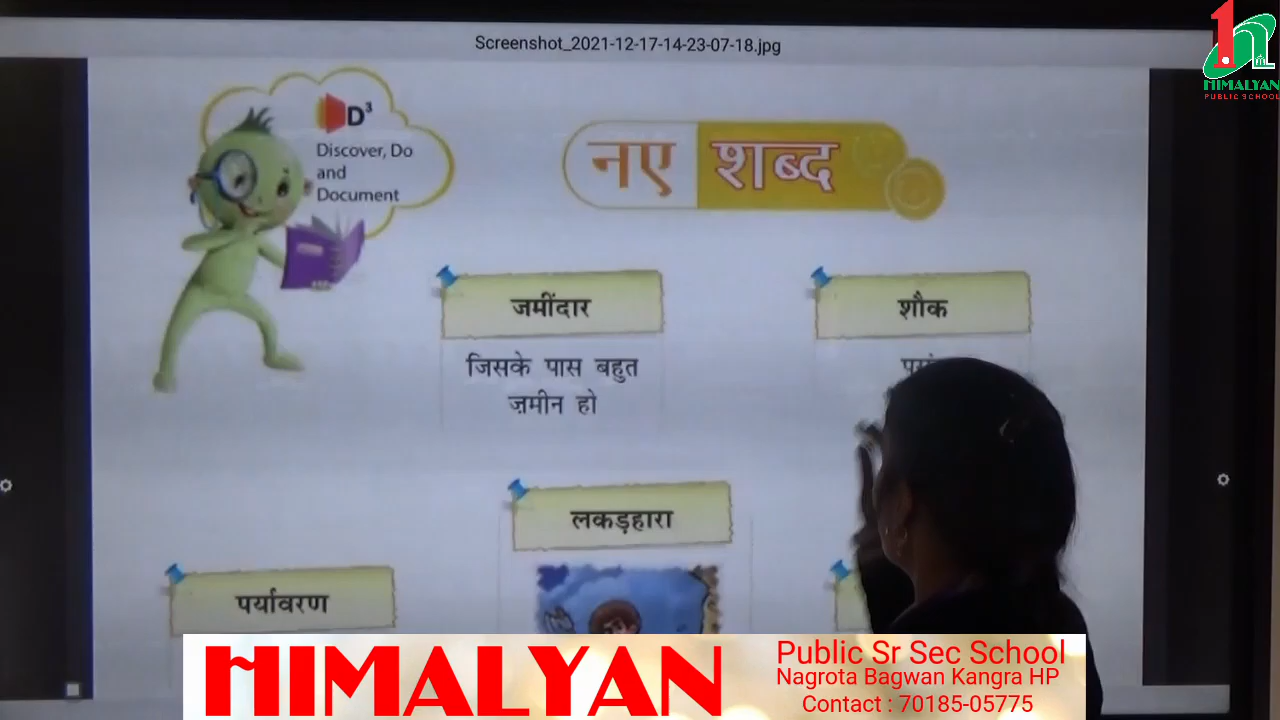 Screenshot_2021-12-17-14-23-07-18.jpg
HIMALYAN
PUBLIC SCHOOL
D³
Discover, Do
and
Document
नए शब्द
जमींदार
शौक
जिसके पास बहुत
ज़मीन हो
लकड़हारा
पर्यावरण
HIMALYAN
Public Sr Sec School
Nagrota Bagwan Kangra HP
Contact : 70185-05775